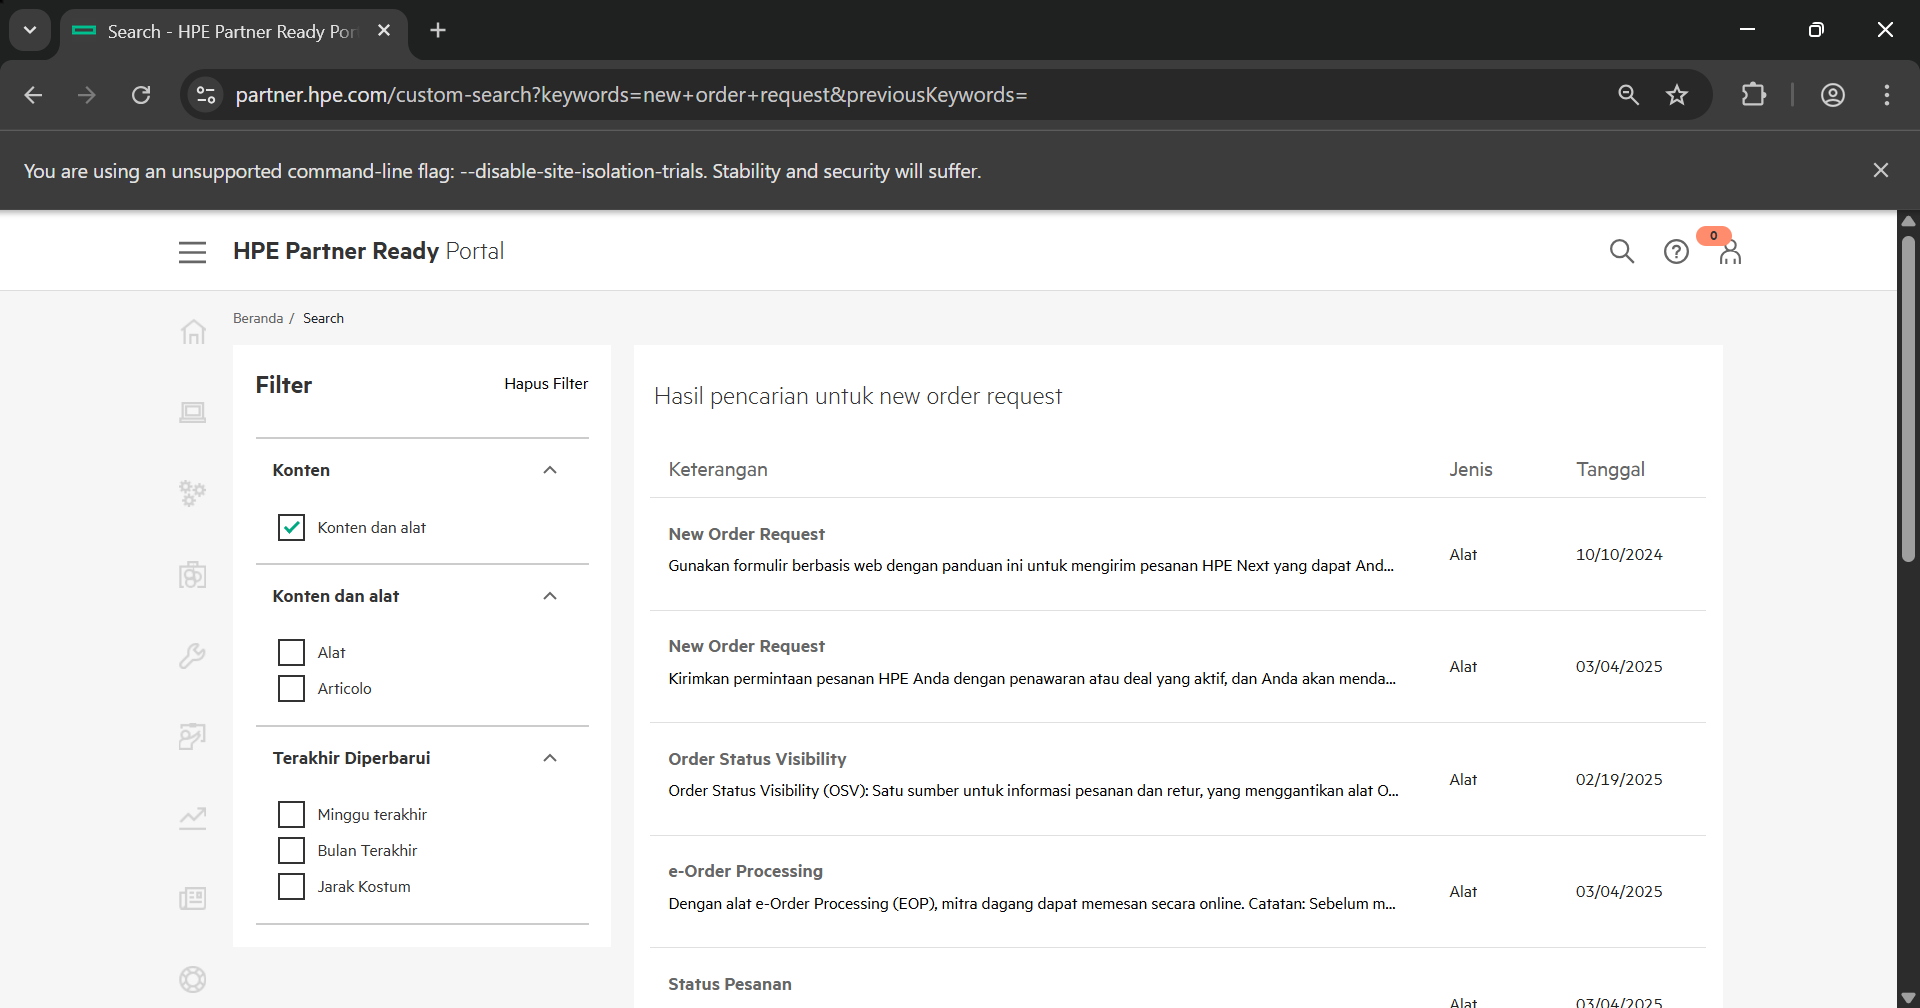 Search - HPE Partner Ready Por
partner.hpe.com/custom-search?keywords=new+order+request&previousKeywords=
You are using an unsupported command-line flag: --disable-site-isolation-trials. Stability and security will suffer.
HPE Partner Ready Portal
0
Beranda / Search
Filter
Hapus Filter
Konten
Konten dan alat
Konten dan alat
Alat
Articolo
Terakhir Diperbarui
Minggu terakhir
Bulan Terakhir
Jarak Kostum
Hasil pencarian untuk new order request
Keterangan Jenis Tanggal
New Order Request
Gunakan formulir berbasis web dengan panduan ini untuk mengirim pesanan HPE Next yang dapat And...
Alat 10/10/2024
New Order Request
Kirimkan permintaan pesanan HPE Anda dengan penawaran atau deal yang aktif, dan Anda akan menda...
Alat 03/04/2025
Order Status Visibility
Order Status Visibility (OSV): Satu sumber untuk informasi pesanan dan retur, yang menggantikan alat O...
Alat 02/19/2025
e-Order Processing
Dengan alat e-Order Processing (EOP), mitra dagang dapat memesan secara online. Catatan: Sebelum m...
Alat 03/04/2025
Status Pesanan
Alat 03/04/2025